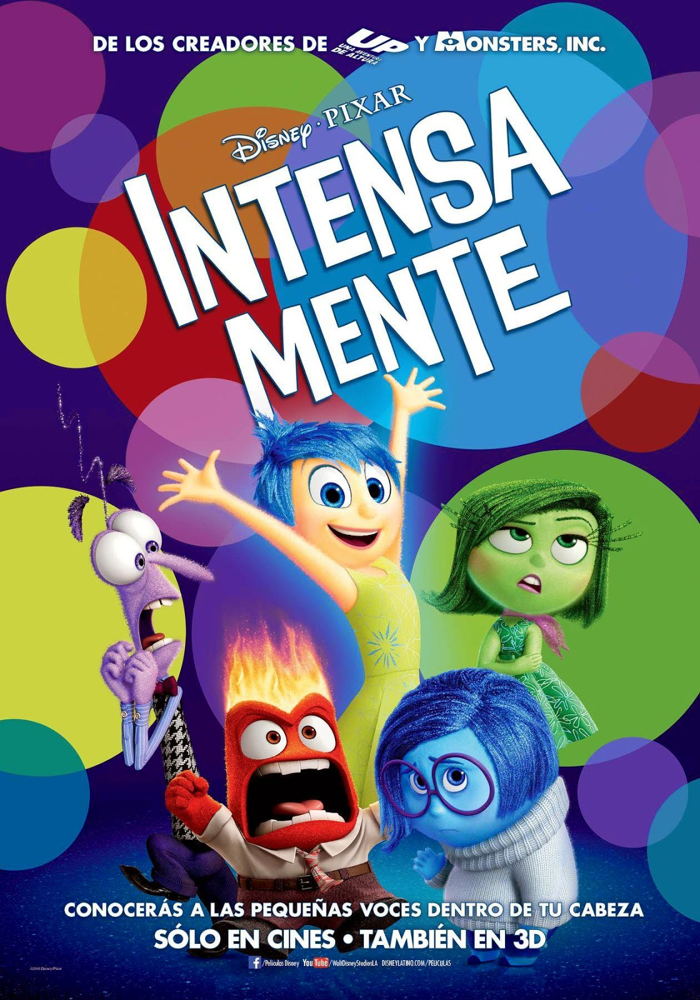 DE LOS CREADORES DE UP UNA AVENTURA DE ALTURA Y MONSTERS, INC.
DISNEY · PIXAR
INTENSA
MENTE
CONOCERÁS A LAS PEQUEÑAS VOCES DENTRO DE TU CABEZA
SÓLO EN CINES • TAMBIÉN EN 3D
f /Peliculas Disney YouTube /WaltDisneyStudiosLA DISNEYLATINO.COM/PELICULAS
©2015 Disney/Pixar